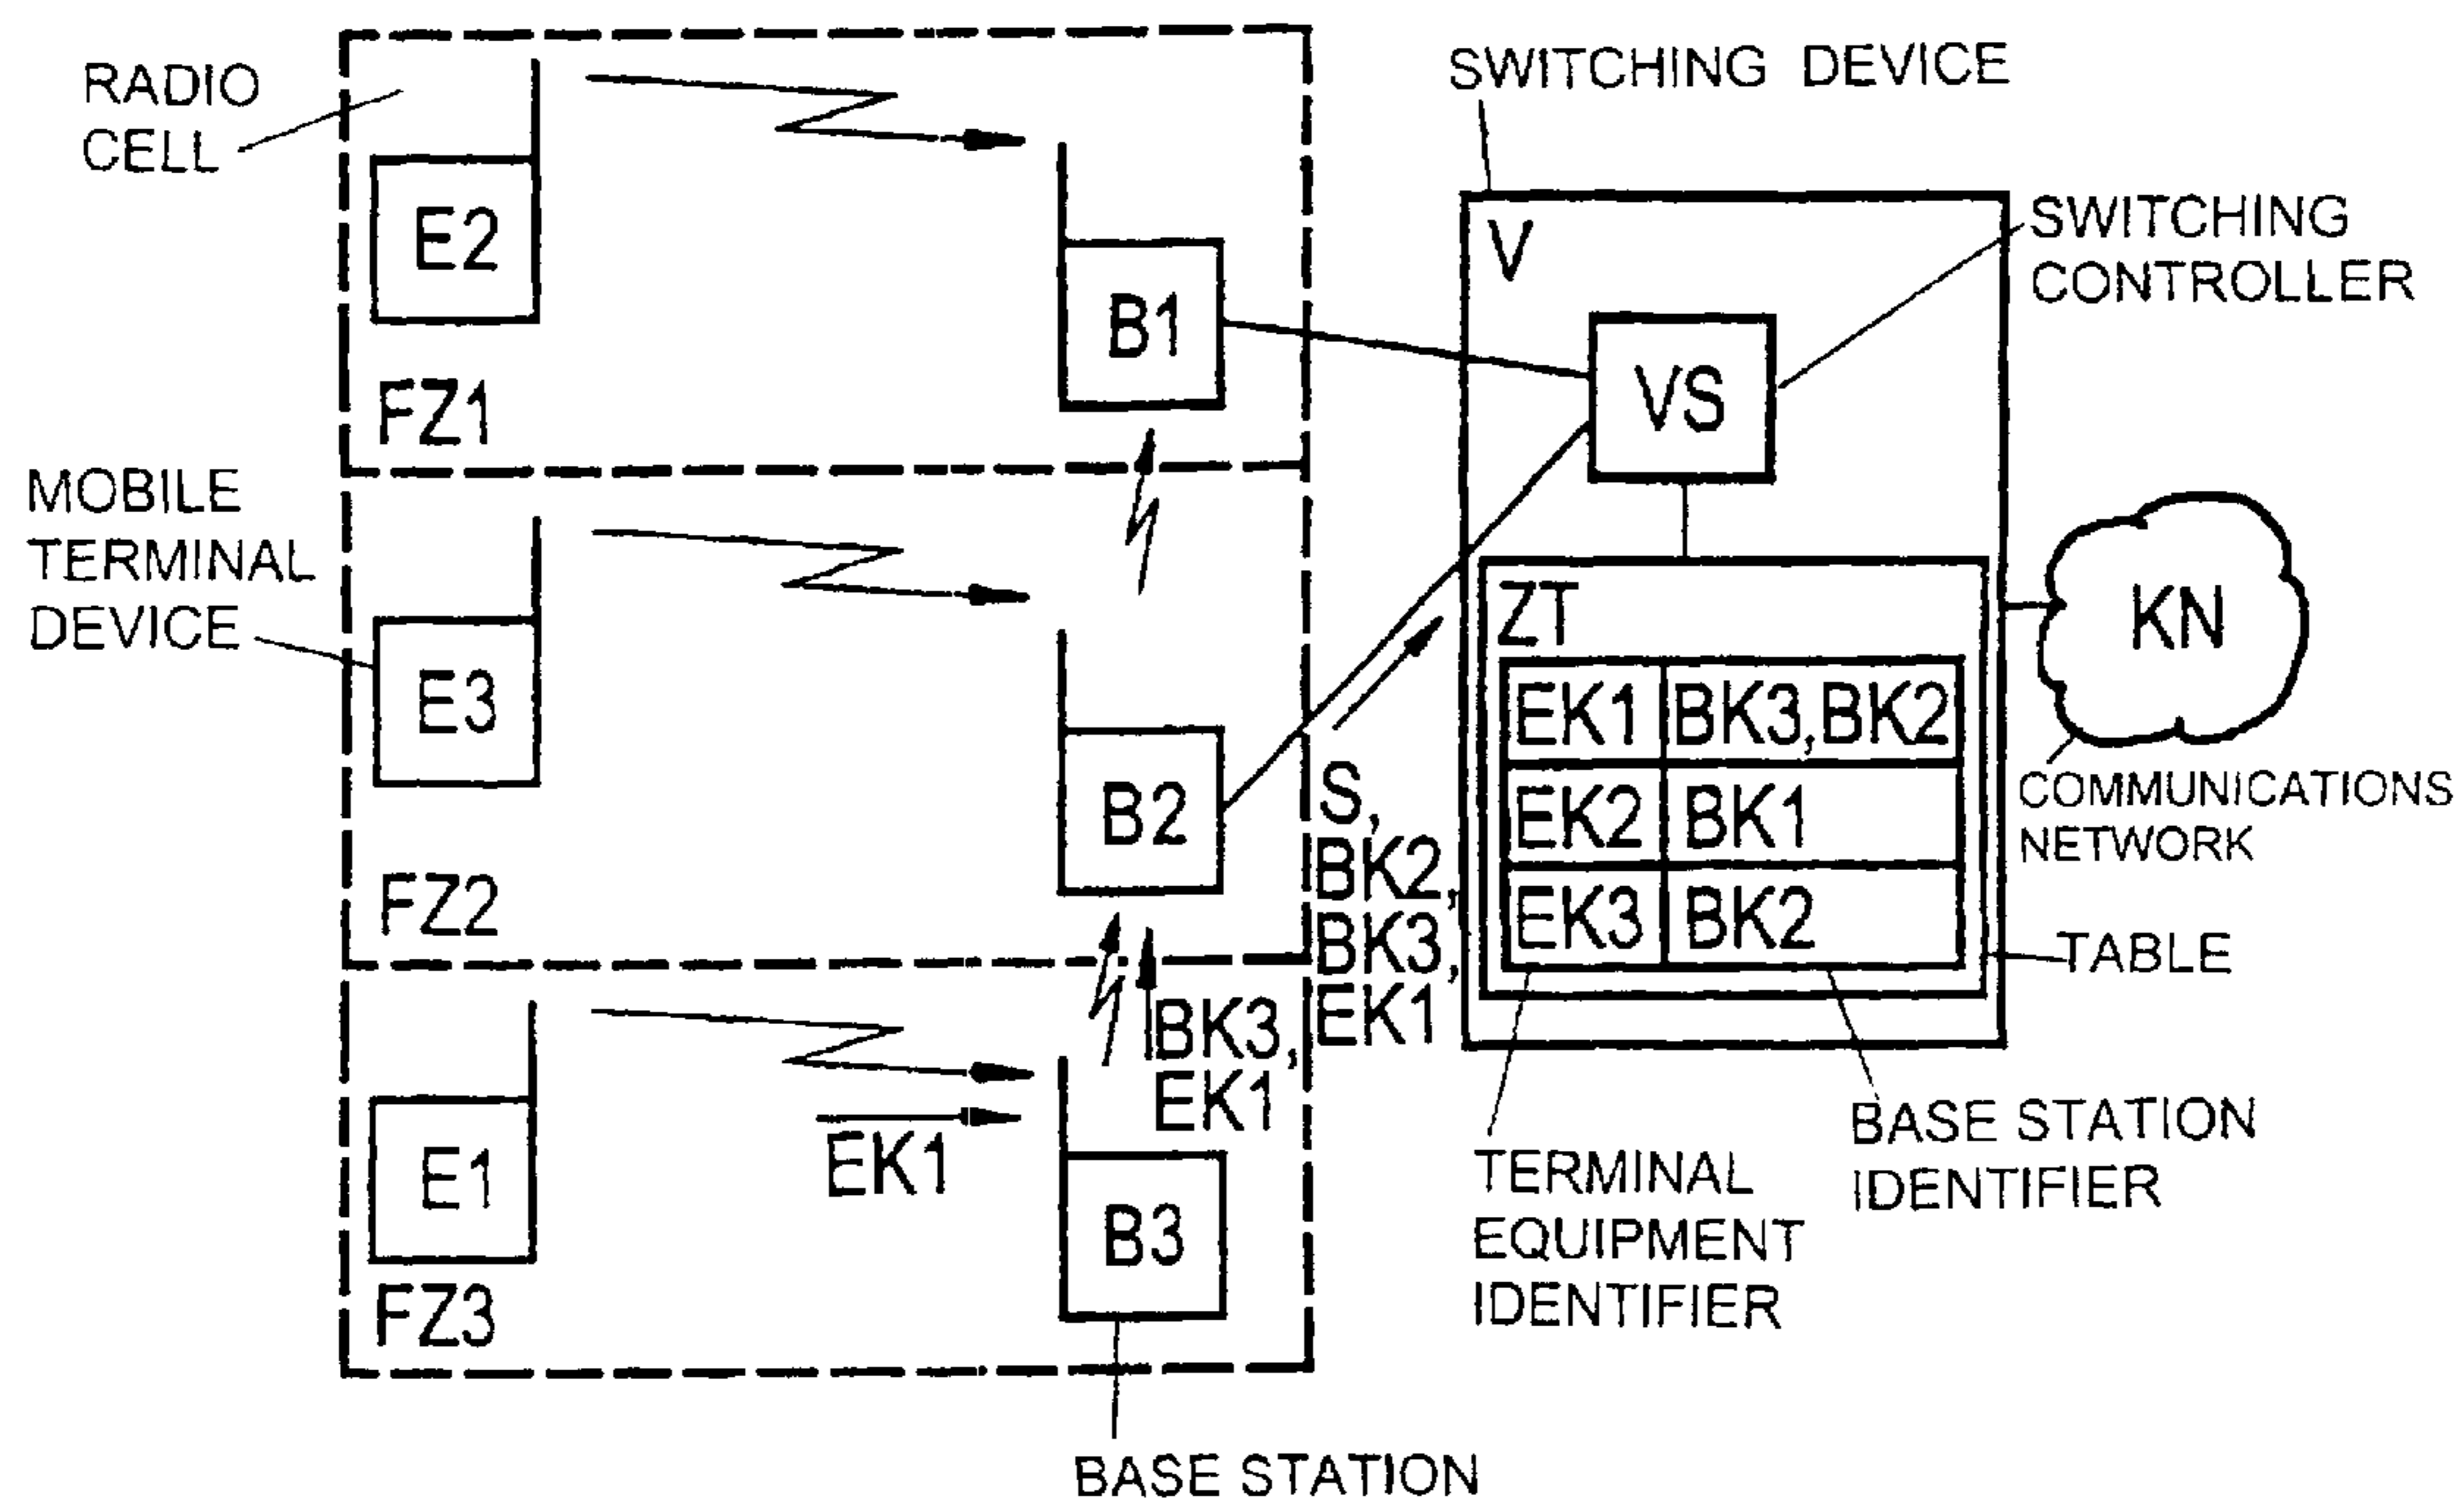 RADIO
CELL
E2
FZ1
B1
MOBILE
TERMINAL
DEVICE
E3
FZ2
B2
E1
FZ3
EK1
BK3,
EK1
B3
BASE STATION
S,
BK2,
BK3,
EK1
SWITCHING DEVICE
V
VS
SWITCHING
CONTROLLER
ZT
EK1 BK3,BK2
EK2 BK1
EK3 BK2
KN
COMMUNICATIONS
NETWORK
TABLE
BASE STATION
IDENTIFIER
TERMINAL
EQUIPMENT
IDENTIFIER